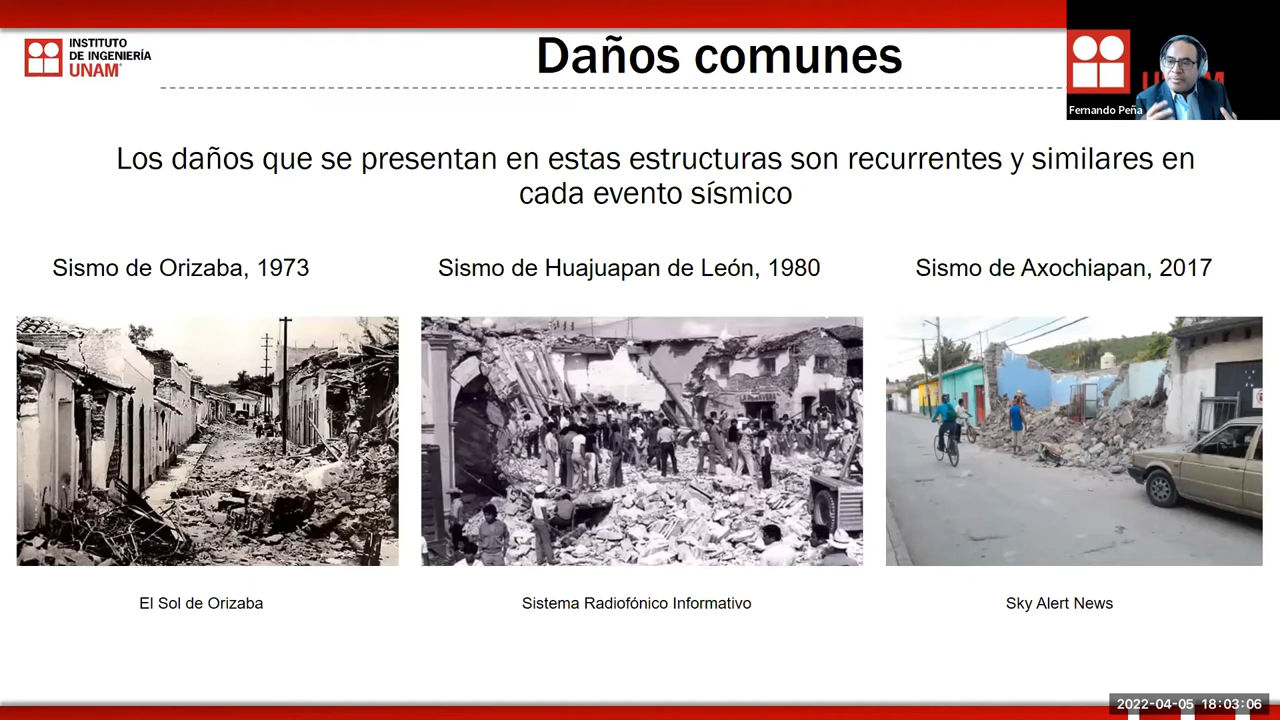 INSTITUTO
DE INGENIERÍA
UNAM
Daños comunes
Fernando Peña
Los daños que se presentan en estas estructuras son recurrentes y similares en
cada evento sísmico
Sismo de Orizaba, 1973
Sismo de Huajuapan de León, 1980
Sismo de Axochiapan, 2017
El Sol de Orizaba
Sistema Radiofónico Informativo
Sky Alert News
2022-04-05 18:03:06